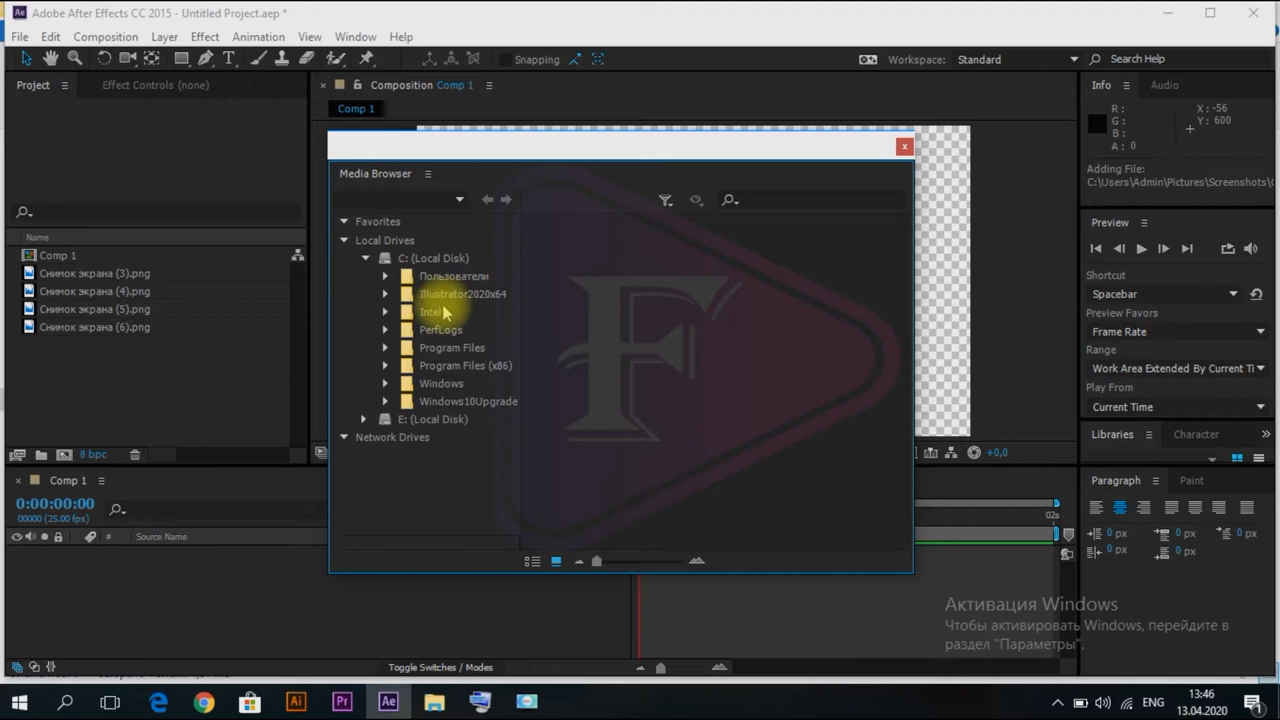 Adobe After Effects CC 2015 - Untitled Project.aep *
File Edit Composition Layer Effect Animation View Window Help
Snapping
Workspace: Standard
Search Help
Project
Effect Controls (none)
Composition Comp 1
Comp 1
Info
Audio
R:
G:
B:
A: 0
X: -56
Y: 600
Adding File:
C:\Users\Admin\Pictures\Screenshots\
Media Browser
Favorites
Local Drives
C: (Local Disk)
Пользователи
Illustrator2020x64
Intel
PerfLogs
Program Files
Program Files (x86)
Windows
Windows10Upgrade
E: (Local Disk)
Network Drives
F
Name
Comp 1
Снимок экрана (3).png
Снимок экрана (4).png
Снимок экрана (5).png
Снимок экрана (6).png
8 bpc
Preview
Shortcut
Spacebar
Preview Favors
Frame Rate
Range
Work Area Extended By Current Ti
Play From
Current Time
Libraries
Character
+0,0
Paragraph
Paint
0 px
0 px
0 px
0 px
0 px
Comp 1
0:00:00:00
00000 (25.00 fps)
#
Source Name
02s
Toggle Switches / Modes
Активация Windows
Чтобы активировать Windows, перейдите в
раздел "Параметры".
Ai
Pr
Ae
ENG
13:46
13.04.2020
1